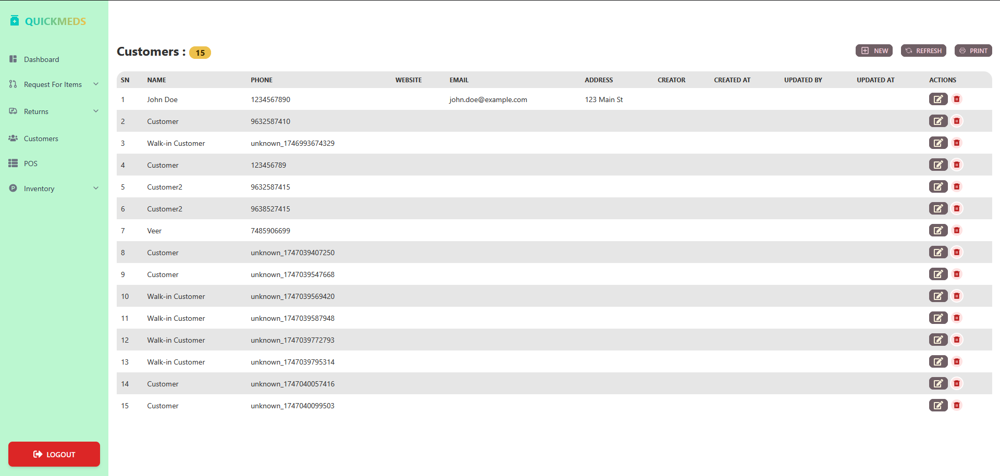 QUICKMEDS
Dashboard
Request For Items
Returns
Customers
POS
Inventory
LOGOUT
Customers : 15
NEW REFRESH PRINT
SN NAME PHONE WEBSITE EMAIL ADDRESS CREATOR CREATED AT UPDATED BY UPDATED AT ACTIONS
1 John Doe 1234567890 john.doe@example.com 123 Main St
2 Customer 9632587410
3 Walk-in Customer unknown_1746993674329
4 Customer 123456789
5 Customer2 9632587415
6 Customer2 9638527415
7 Veer 7485906699
8 Customer unknown_1747039407250
9 Customer unknown_1747039547668
10 Walk-in Customer unknown_1747039569420
11 Walk-in Customer unknown_1747039587948
12 Walk-in Customer unknown_1747039772793
13 Walk-in Customer unknown_1747039795314
14 Customer unknown_1747040057416
15 Customer unknown_1747040099503